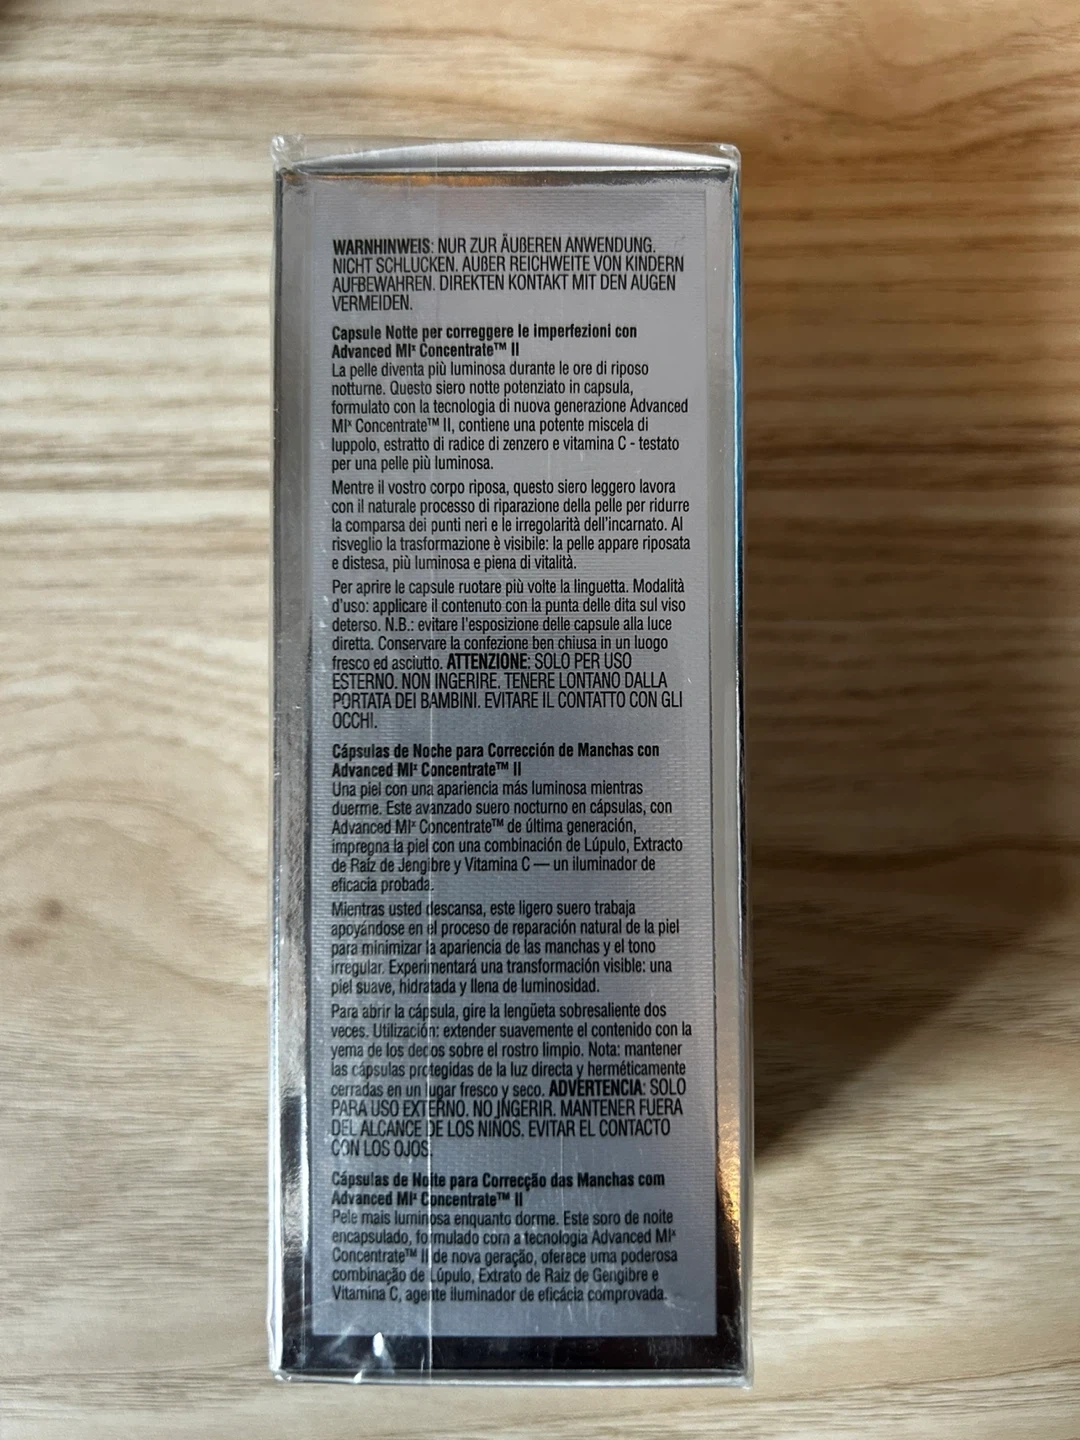 WARNHINWEIS: NUR ZUR ÄUßEREN ANWENDUNG.
NICHT SCHLUCKEN. AUßER REICHWEITE VON KINDERN
AUFBEWAHREN. DIREKTEN KONTAKT MIT DEN AUGEN
VERMEIDEN.
Capsule Notte per correggere le imperfezioni con
Advanced MIˣ Concentrate™ II
La pelle diventa più luminosa durante le ore di riposo
notturne. Questo siero notte potenziato in capsula,
formulato con la tecnologia di nuova generazione Advanced
MIˣ Concentrate™ II, contiene una potente miscela di
luppolo, estratto di radice di zenzero e vitamina C - testato
per una pelle più luminosa.
Mentre il vostro corpo riposa, questo siero leggero lavora
con il naturale processo di riparazione della pelle per ridurre
la comparsa dei punti neri e le irregolarità dell'incarnato. Al
risveglio la trasformazione è visibile: la pelle appare riposata
e distesa, più luminosa e piena di vitalità.
Per aprire le capsule ruotare più volte la linguetta. Modalità
d'uso: applicare il contenuto con la punta delle dita sul viso
deterso. N.B.: evitare l'esposizione delle capsule alla luce
diretta. Conservare la confezione ben chiusa in un luogo
fresco ed asciutto. ATTENZIONE: SOLO PER USO
ESTERNO. NON INGERIRE. TENERE LONTANO DALLA
PORTATA DEI BAMBINI. EVITARE IL CONTATTO CON GLI
OCCHI.
Cápsulas de Noche para Corrección de Manchas con
Advanced MIˣ Concentrate™ II
Una piel con una apariencia más luminosa mientras
duerme. Este avanzado suero nocturno en cápsulas, con
Advanced MIˣ Concentrate™ de última generación,
impregna la piel con una combinación de Lúpulo, Extracto
de Raíz de Jengibre y Vitamina C — un iluminador de
eficacia probada.
Mientras usted descansa, este ligero suero trabaja
apoyándose en el proceso de reparación natural de la piel
para minimizar la apariencia de las manchas y el tono
irregular. Experimentará una transformación visible: una
piel suave, hidratada y llena de luminosidad.
Para abrir la cápsula, gire la lengüeta sobresaliente dos
veces. Utilización: extender suavemente el contenido con la
yema de los dedos sobre el rostro limpio. Nota: mantener
las cápsulas protegidas de la luz directa y herméticamente
cerradas en un lugar fresco y seco. ADVERTENCIA: SOLO
PARA USO EXTERNO. NO INGERIR. MANTENER FUERA
DEL ALCANCE DE LOS NIÑOS. EVITAR EL CONTACTO
CON LOS OJOS.
Cápsulas de Noite para Correcção das Manchas com
Advanced MIˣ Concentrate™ II
Pele mais luminosa enquanto dorme. Este soro de noite
encapsulado, formulado com a tecnologia Advanced MIˣ
Concentrate™ II de nova geração, oferece uma poderosa
combinação de Lúpulo, Extrato de Raiz de Gengibre e
Vitamina C, agente iluminador de eficácia comprovada.